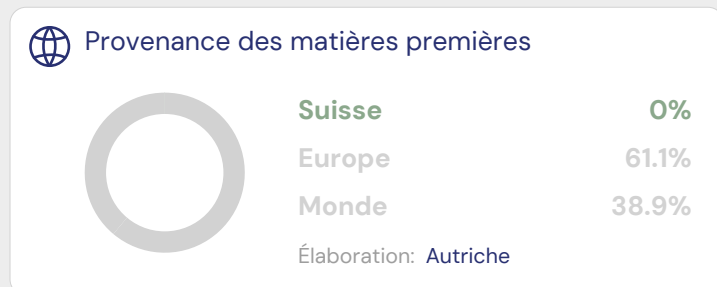 Provenance des matières premières
Suisse 0%
Europe 61.1%
Monde 38.9%
Élaboration: Autriche